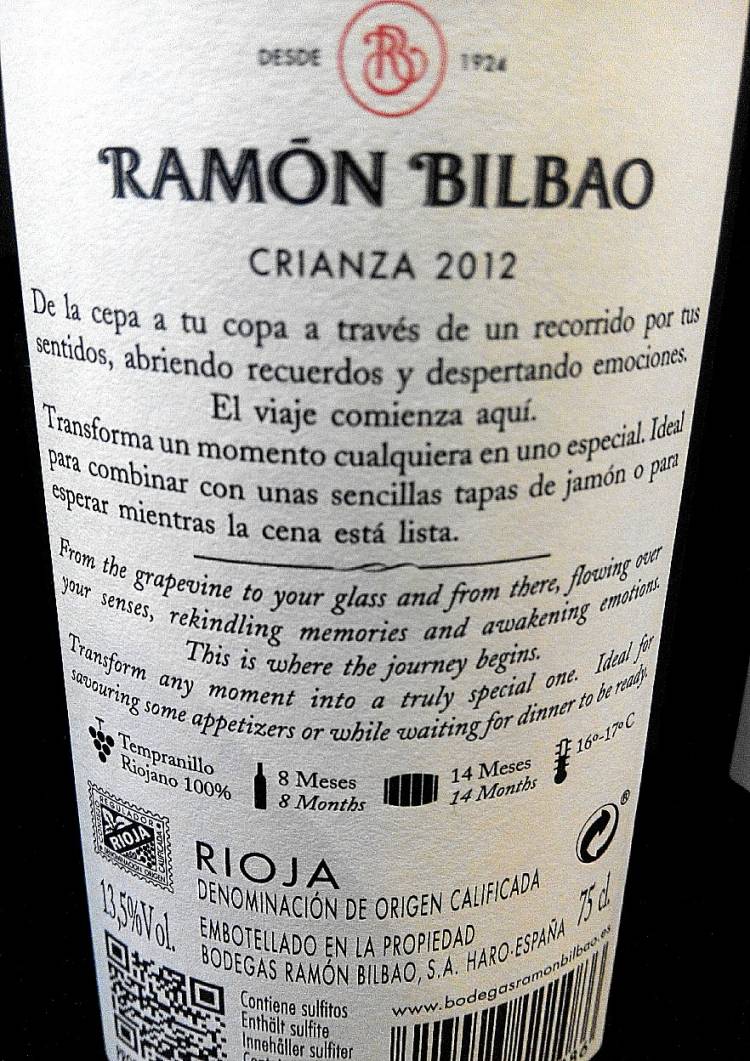 DESDE RB 1924
RAMÓN BILBAO
CRIANZA 2012
De la cepa a tu copa a través de un recorrido por tus
sentidos, abriendo recuerdos y despertando emociones.
El viaje comienza aquí.
Transforma un momento cualquiera en uno especial. Ideal
para combinar con unas sencillas tapas de jamón o para
esperar mientras la cena está lista.
From the grapevine to your glass and from there, flowing over
your senses, rekindling memories and awakening emotions.
This is where the journey begins.
Transform any moment into a truly special one. Ideal for
savouring some appetizers or while waiting for dinner to be ready.
Tempranillo
Riojano 100%
8 Meses
8 Months
14 Meses
14 Months
16º-17ºC
REGULADOR
RIOJA
DENOMINACION ORIGEN
CALIFICADA
®
RIOJA
DENOMINACIÓN DE ORIGEN CALIFICADA
13,5%Vol.
75 cl.
EMBOTELLADO EN LA PROPIEDAD
BODEGAS RAMÓN BILBAO, S.A. HARO-ESPAÑA
www.bodegasramonbilbao.es
Contiene sulfitos
Enthält sulfite
Innehåller sulfiter